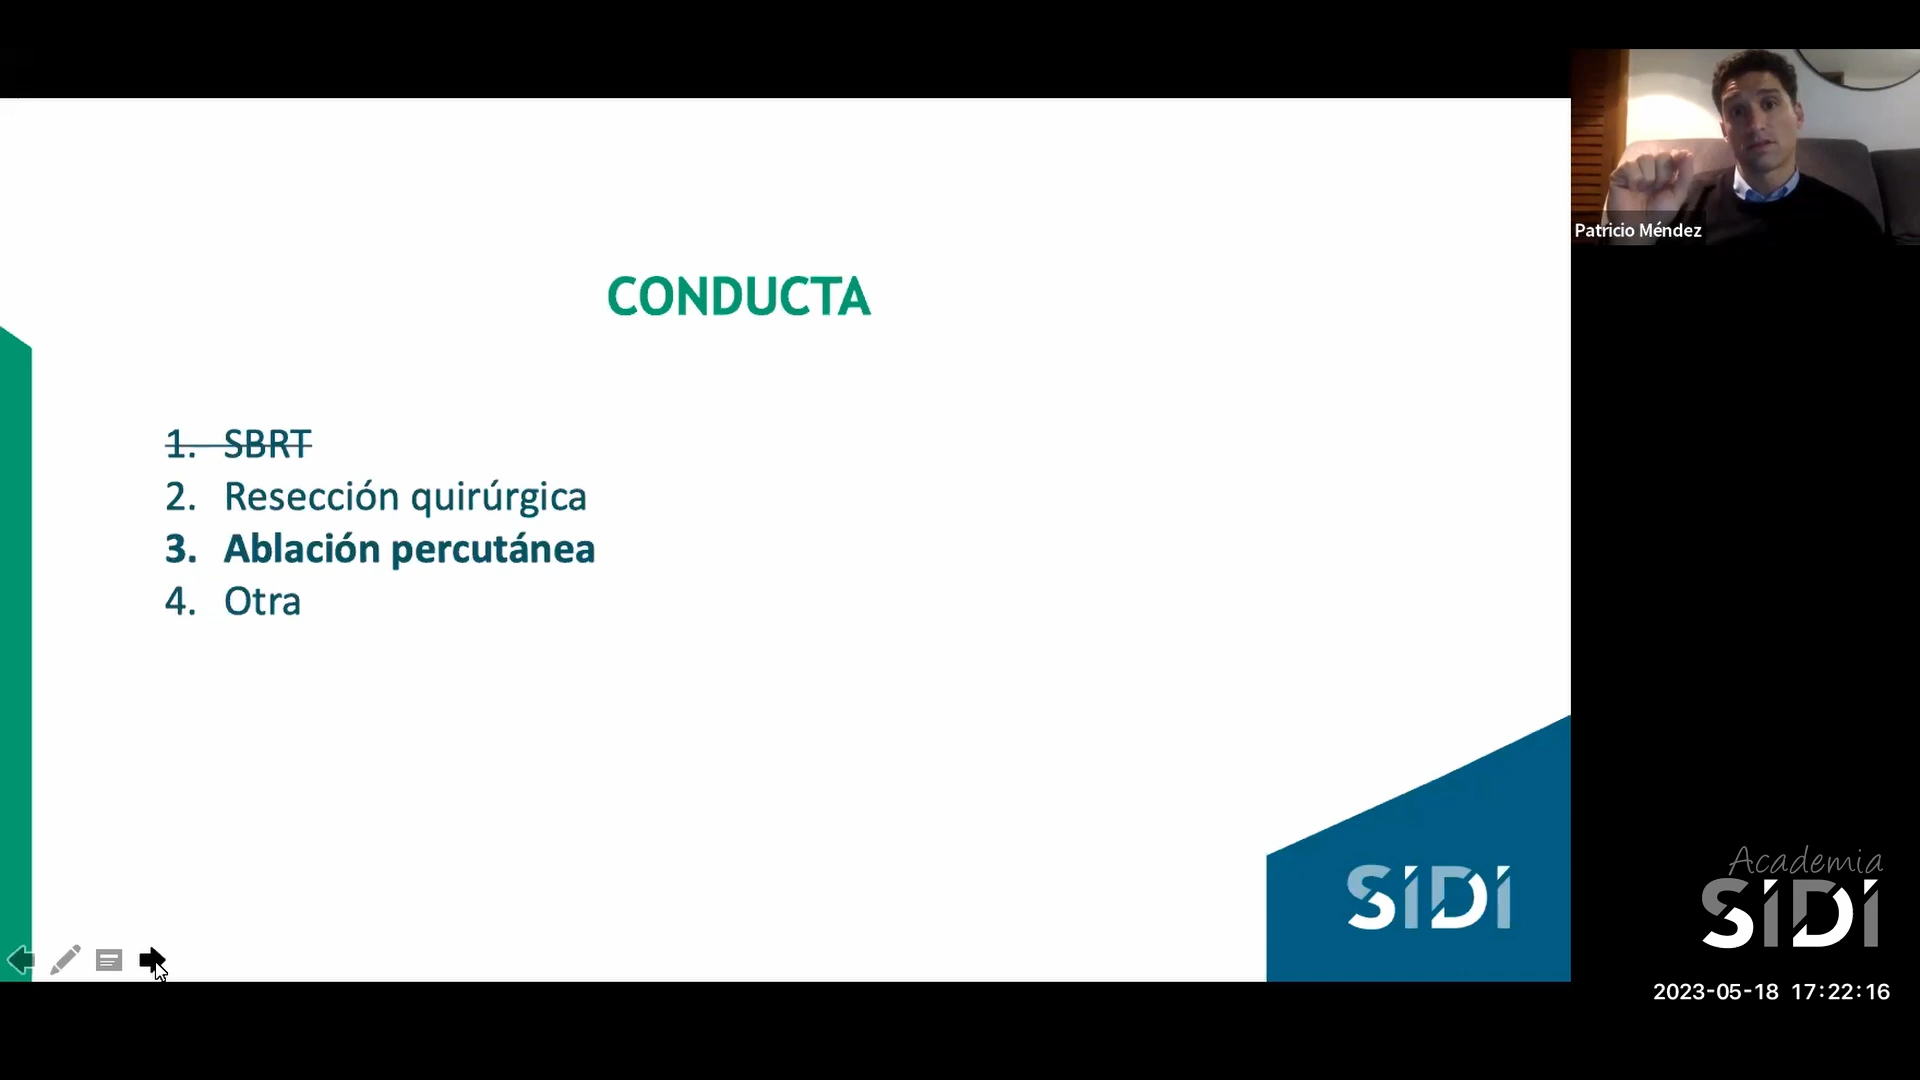 Patricio Méndez
CONDUCTA
1. SBRT
2. Resección quirúrgica
3. Ablación percutánea
4. Otra
SiDi
Academia
SiDi
2023-05-18 17:22:16